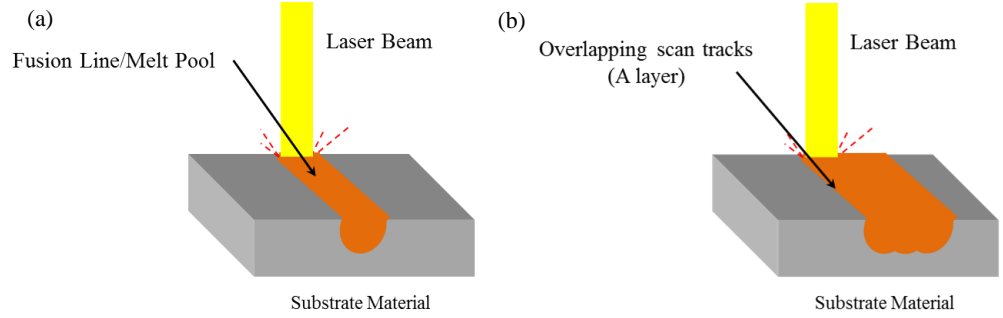 (a)
Laser Beam
Fusion Line/Melt Pool
Substrate Material
(b)
Laser Beam
Overlapping scan tracks
(A layer)
Substrate Material